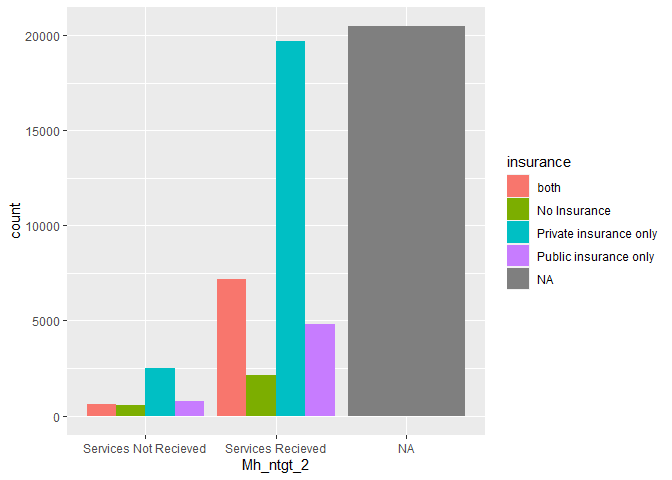 20000
15000
10000
5000
0
count
Services Not Recieved
Services Recieved
NA
Mh_ntgt_2
insurance
both
No Insurance
Private insurance only
Public insurance only
NA